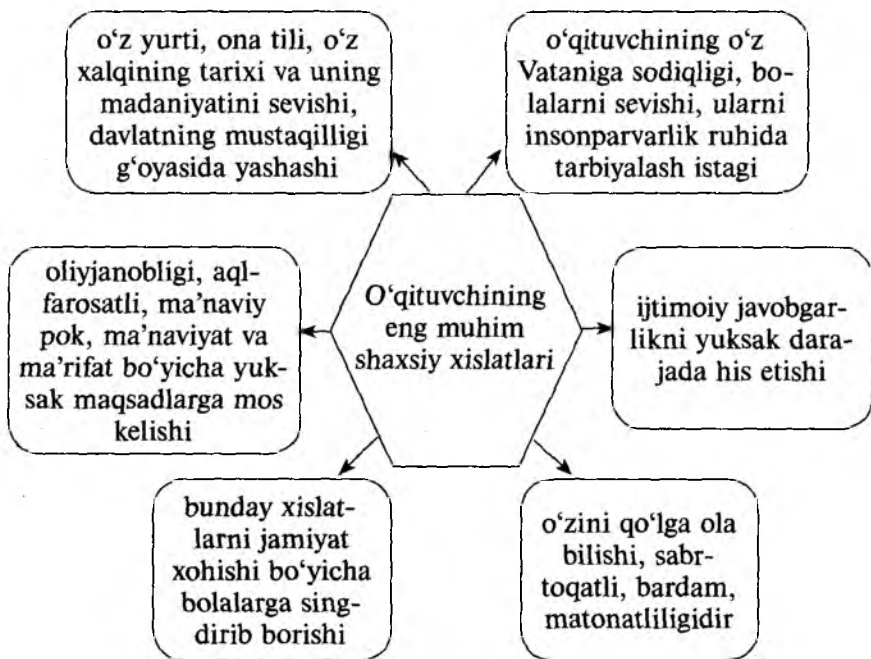 o‘z yurti, ona tili, o‘z
xalqining tarixi va uning
madaniyatini sevishi,
davlatning mustaqilligi
g‘oyasida yashashi
o‘qituvchining o‘z
Vataniga sodiqligi, bo-
lalarni sevishi, ularni
insonparvarlik ruhida
tarbiyalash istagi
oliyjanobligi, aql-
farosatli, ma’naviy
pok, ma’naviyat va
ma’rifat bo‘yicha yuk-
sak maqsadlarga mos
kelishi
O‘qituvchining
eng muhim
shaxsiy xislatlari
ijtimoiy javobgar-
likni yuksak dara-
jada his etishi
bunday xislat-
larni jamiyat
xohishi bo‘yicha
bolalarga sing-
dirib borishi
o‘zini qo‘lga ola
bilishi, sabr-
toqatli, bardam,
matonatliligidir